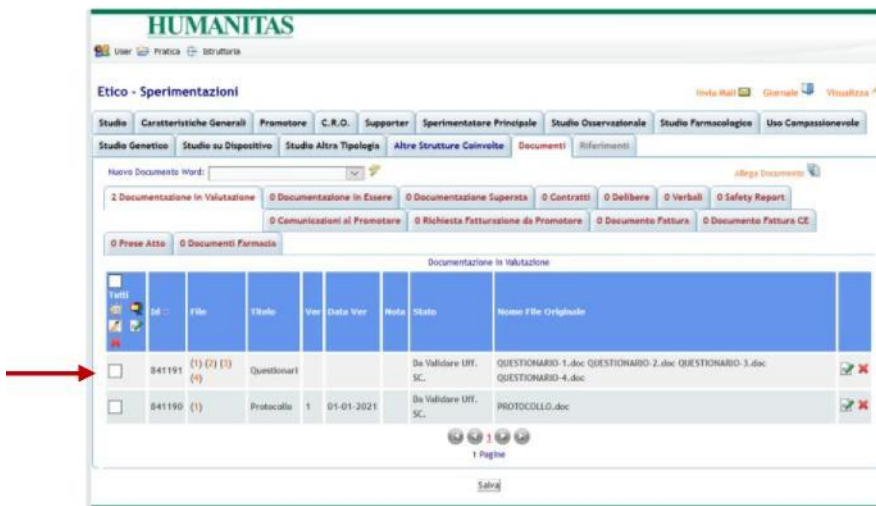 HUMANITAS
User Pratica Istruttoria
Etico - Sperimentazioni
Invia Mail Giornale Visualizza
Studio Caratteristiche Generali Promotore C.R.O. Supporter Sperimentatore Principale Studio Osservazionale Studio Farmacologico Uso Compassionevole
Studio Genetico Studio su Dispositivo Studio Altra Tipologia Altre Strutture Coinvolte Documenti Riferimenti
Nuovo Documento Word: Allega Documento
2 Documentazione in Valutazione 0 Documentazione in Essere 0 Documentazione Superata 0 Contratti 0 Delibere 0 Verbali 0 Safety Report
0 Comunicazioni al Promotore 0 Richiesta Fatturazione da Promotore 0 Documento Fattura 0 Documento Fattura CE
0 Prese Atto 0 Documenti Farmacia
Documentazione in Valutazione
Tutti Id File Titolo Ver Data Ver Nota Stato Nome File Originale
841191 (1) (2) (3) (4) Questionari Da Validare Uff. SC. QUESTIONARIO-1.doc QUESTIONARIO-2.doc QUESTIONARIO-3.doc QUESTIONARIO-4.doc
841190 (1) Protocollo 1 01-01-2021 Da Validare Uff. SC. PROTOCOLLO.doc
1
1 Pagine
Salva